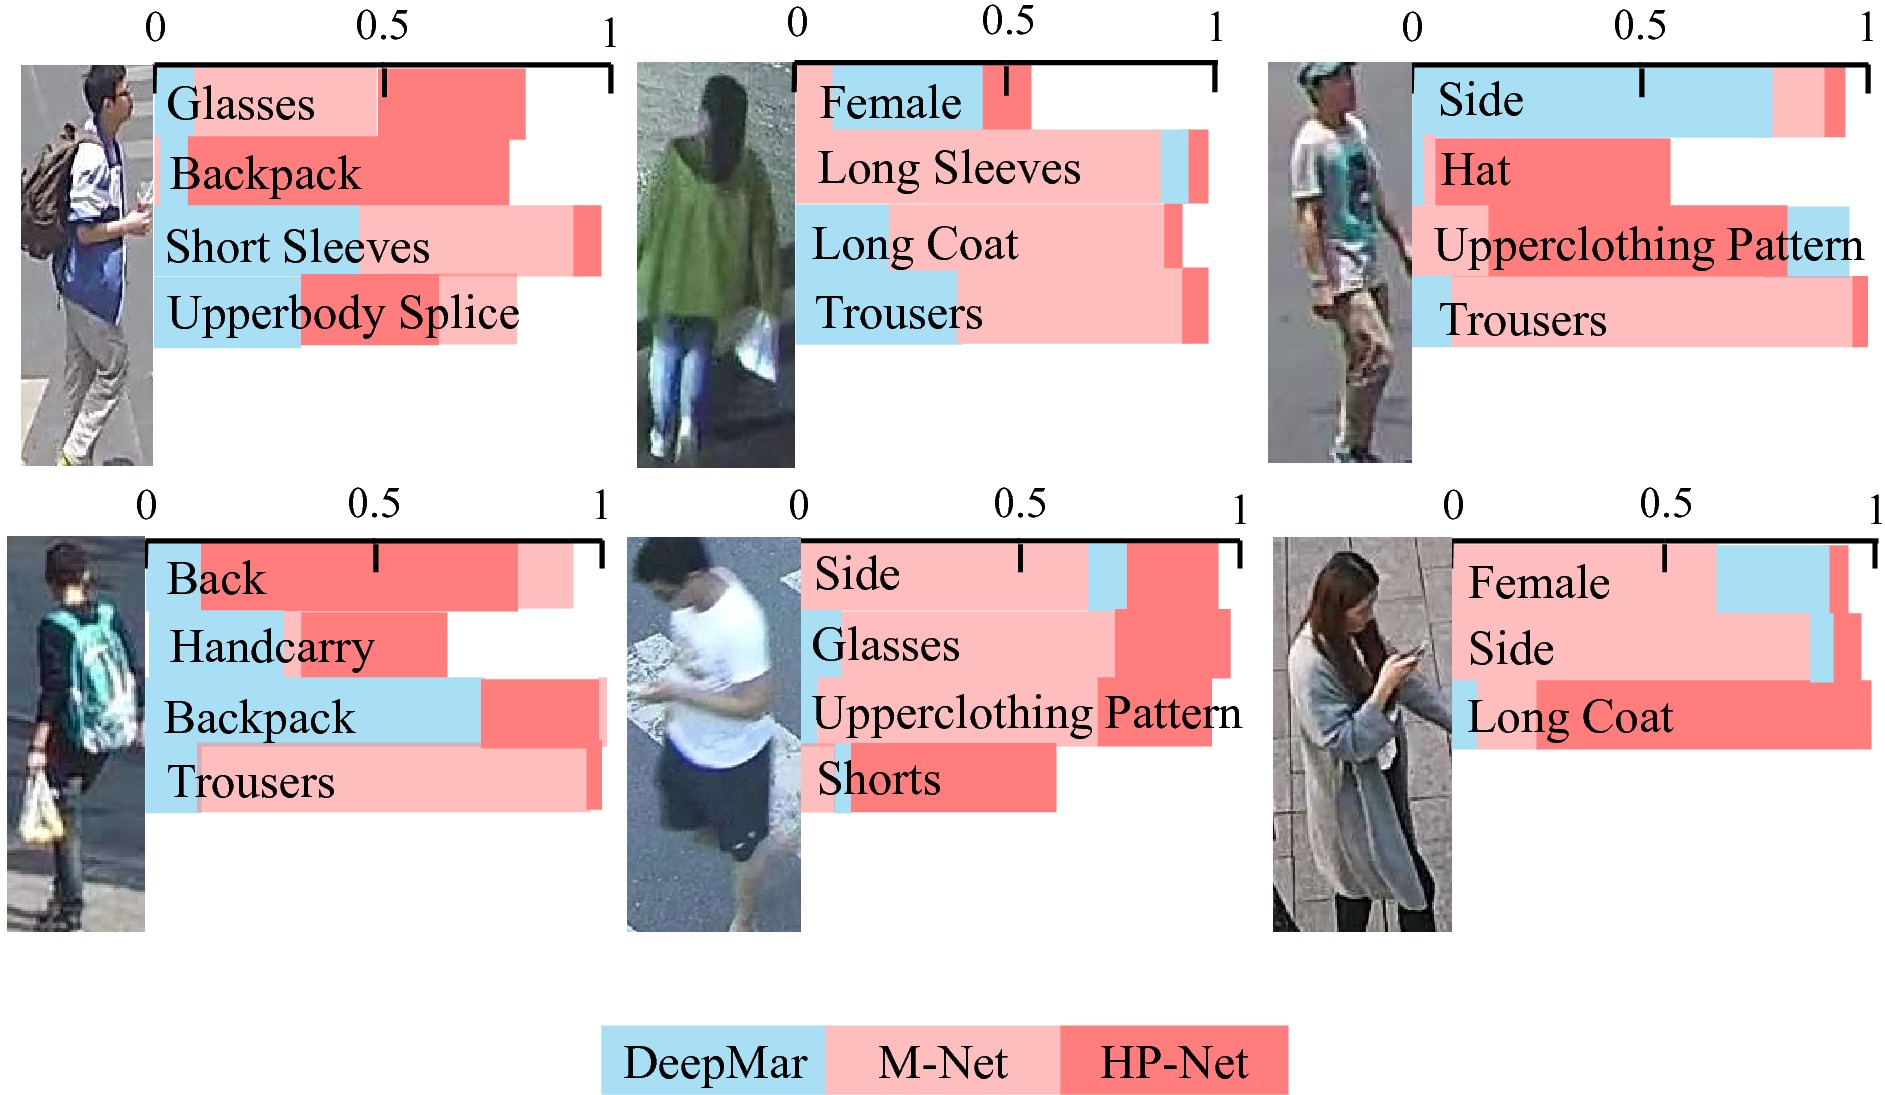 0 0.5 1
Glasses
Backpack
Short Sleeves
Upperbody Splice
0 0.5 1
Female
Long Sleeves
Long Coat
Trousers
0 0.5 1
Side
Hat
Upperclothing Pattern
Trousers
0 0.5 1
Back
Handcarry
Backpack
Trousers
0 0.5 1
Side
Glasses
Upperclothing Pattern
Shorts
0 0.5 1
Female
Side
Long Coat
DeepMar M-Net HP-Net